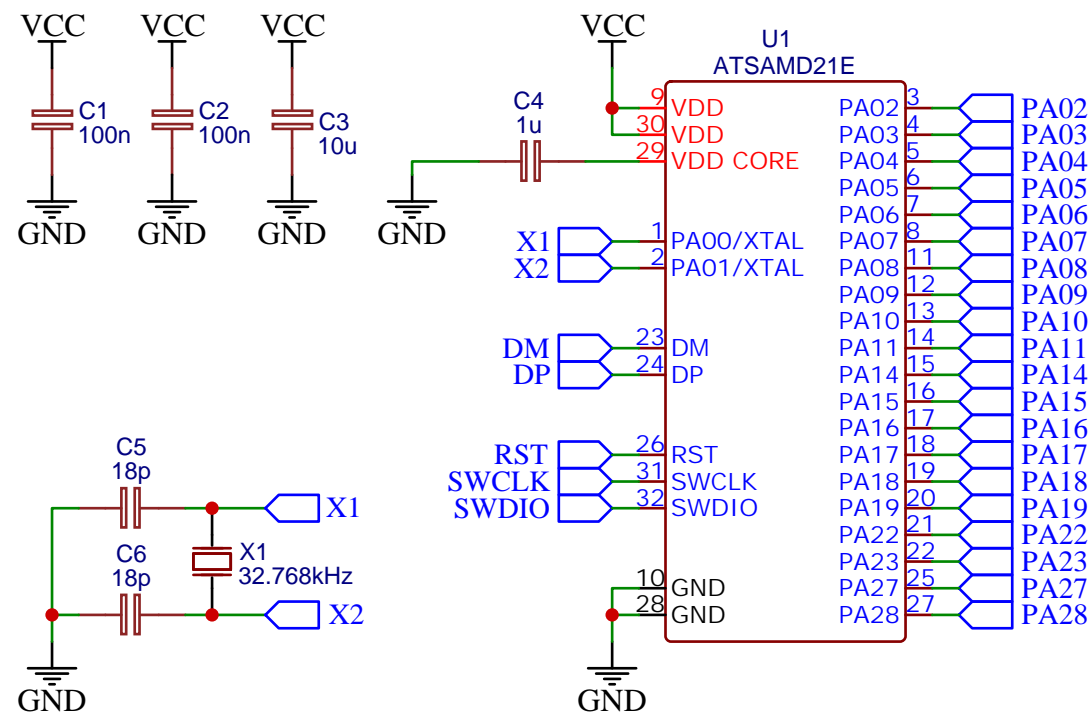 VCC VCC VCC VCC
C1
100n
C2
100n
C3
10u
GND GND GND GND
C4
1u
U1
ATSAMD21E
9 VDD
30 VDD
29 VDD CORE
X1 1 PA00/XTAL
X2 2 PA01/XTAL
DM 23 DM
DP 24 DP
RST 26 RST
SWCLK 31 SWCLK
SWDIO 32 SWDIO
10 GND
28 GND
GND
PA02 3 PA02
PA03 4 PA03
PA04 5 PA04
PA05 6 PA05
PA06 7 PA06
PA07 8 PA07
PA08 11 PA08
PA09 12 PA09
PA10 13 PA10
PA11 14 PA11
PA14 15 PA14
PA15 16 PA15
PA16 17 PA16
PA17 18 PA17
PA18 19 PA18
PA19 20 PA19
PA22 21 PA22
PA23 22 PA23
PA27 25 PA27
PA28 27 PA28
C5
18p
X1
C6
18p
X1
32.768kHz
X2
GND